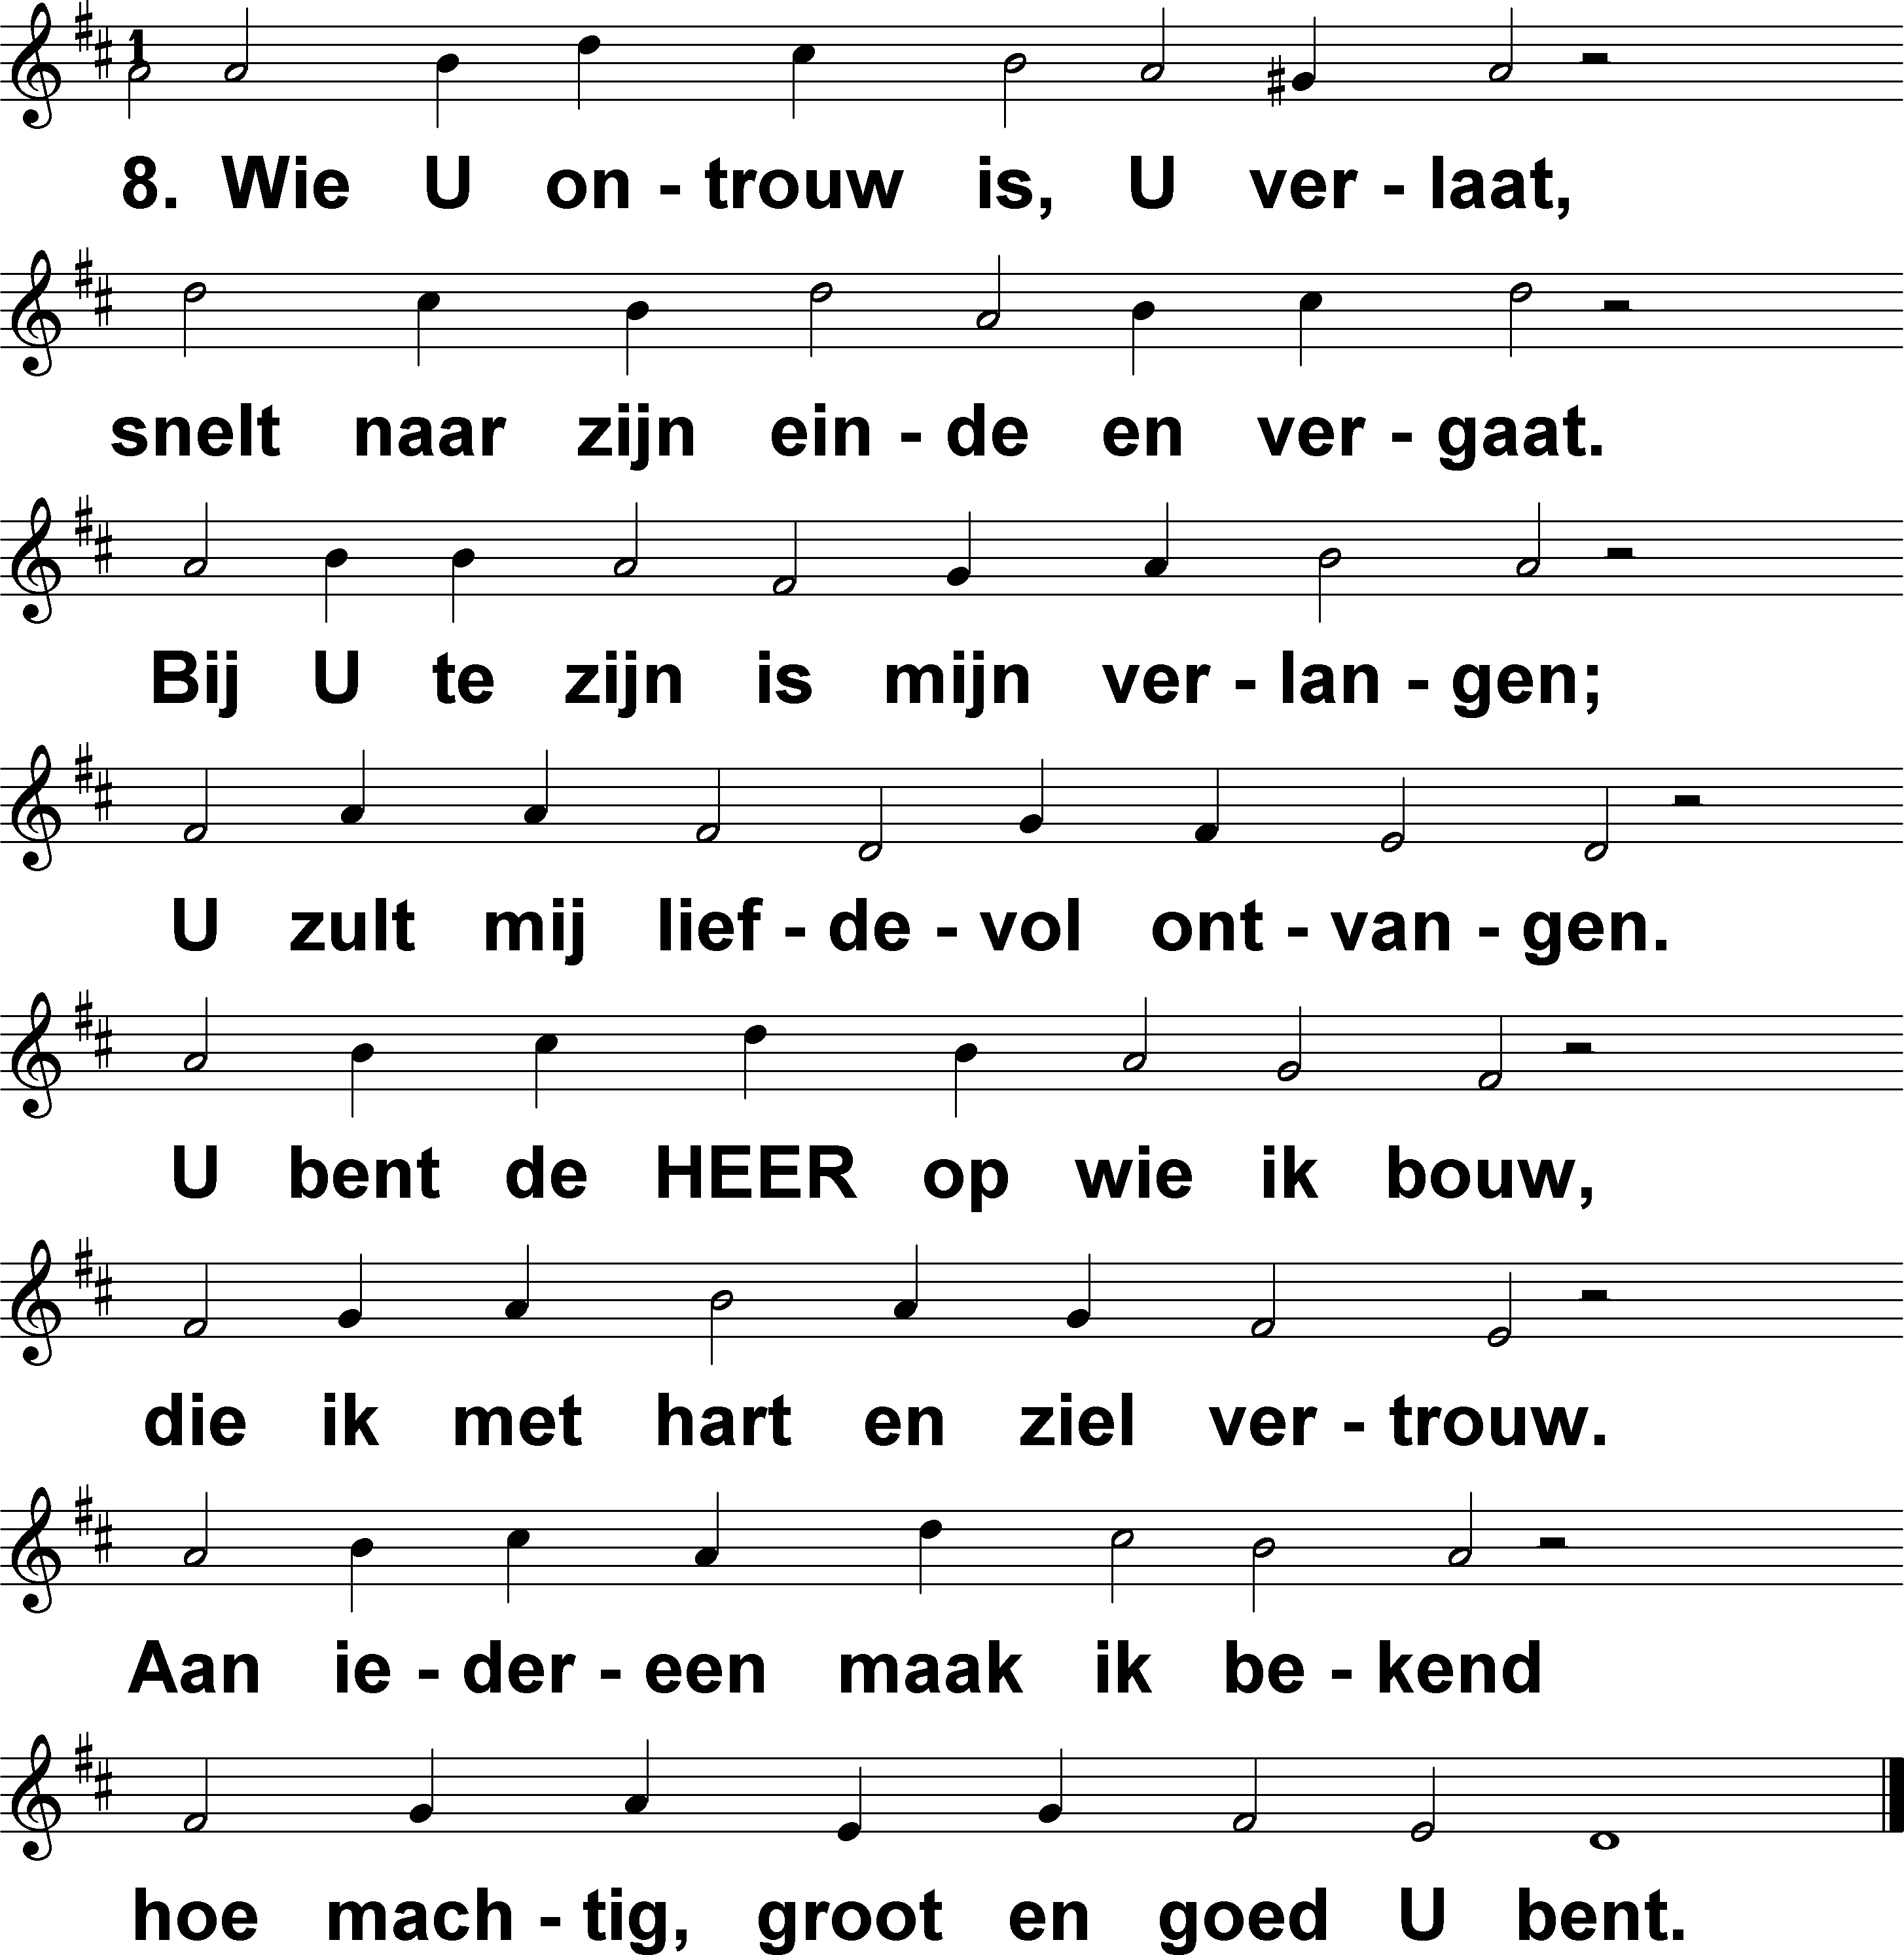 8. Wie U on - trouw is, U ver - laat,
snelt naar zijn ein - de en ver - gaat.
Bij U te zijn is mijn ver - lan - gen;
U zult mij lief - de - vol ont - van - gen.
U bent de HEER op wie ik bouw,
die ik met hart en ziel ver - trouw.
Aan ie - der - een maak ik be - kend
hoe mach - tig, groot en goed U bent.